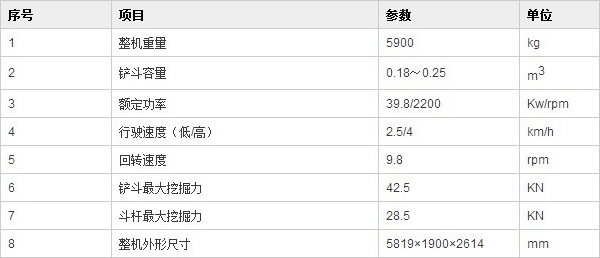 序号 项目 参数 单位
1 整机重量 5900 kg
2 铲斗容量 0.18～0.25 m3
3 额定功率 39.8/2200 Kw/rpm
4 行驶速度（低/高） 2.5/4 km/h
5 回转速度 9.8 rpm
6 铲斗最大挖掘力 42.5 KN
7 斗杆最大挖掘力 28.5 KN
8 整机外形尺寸 5819×1900×2614 mm